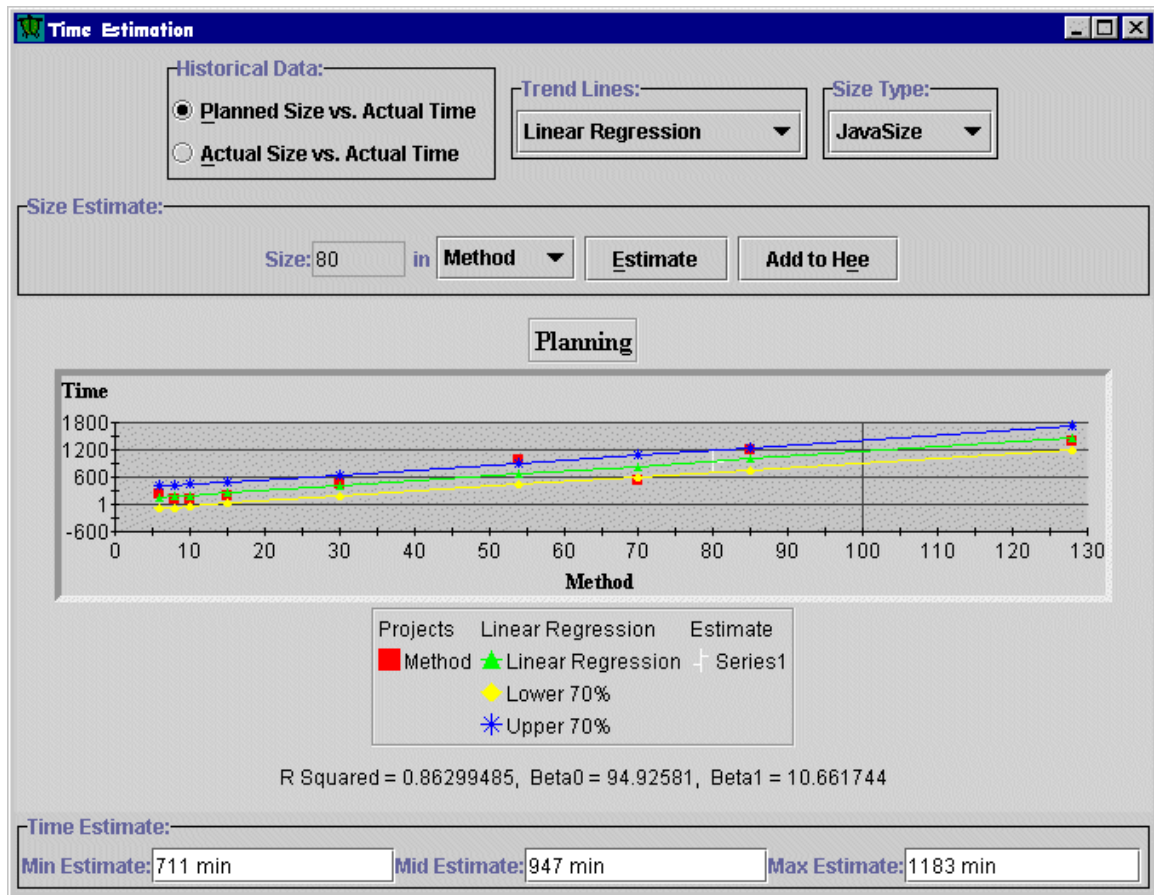 Time Estimation
Historical Data:
Planned Size vs. Actual Time
Actual Size vs. Actual Time
Trend Lines:
Linear Regression
Size Type:
JavaSize
Size Estimate:
Size: 80 in Method Estimate Add to Hee
Planning
Time
1800
1200
600
1
-600
0 10 20 30 40 50 60 70 80 90 100 110 120 130
Method
Projects Linear Regression Estimate
Method Linear Regression Series1
Lower 70%
Upper 70%
R Squared = 0.86299485, Beta0 = 94.92581, Beta1 = 10.661744
Time Estimate:
Min Estimate: 711 min Mid Estimate: 947 min Max Estimate: 1183 min